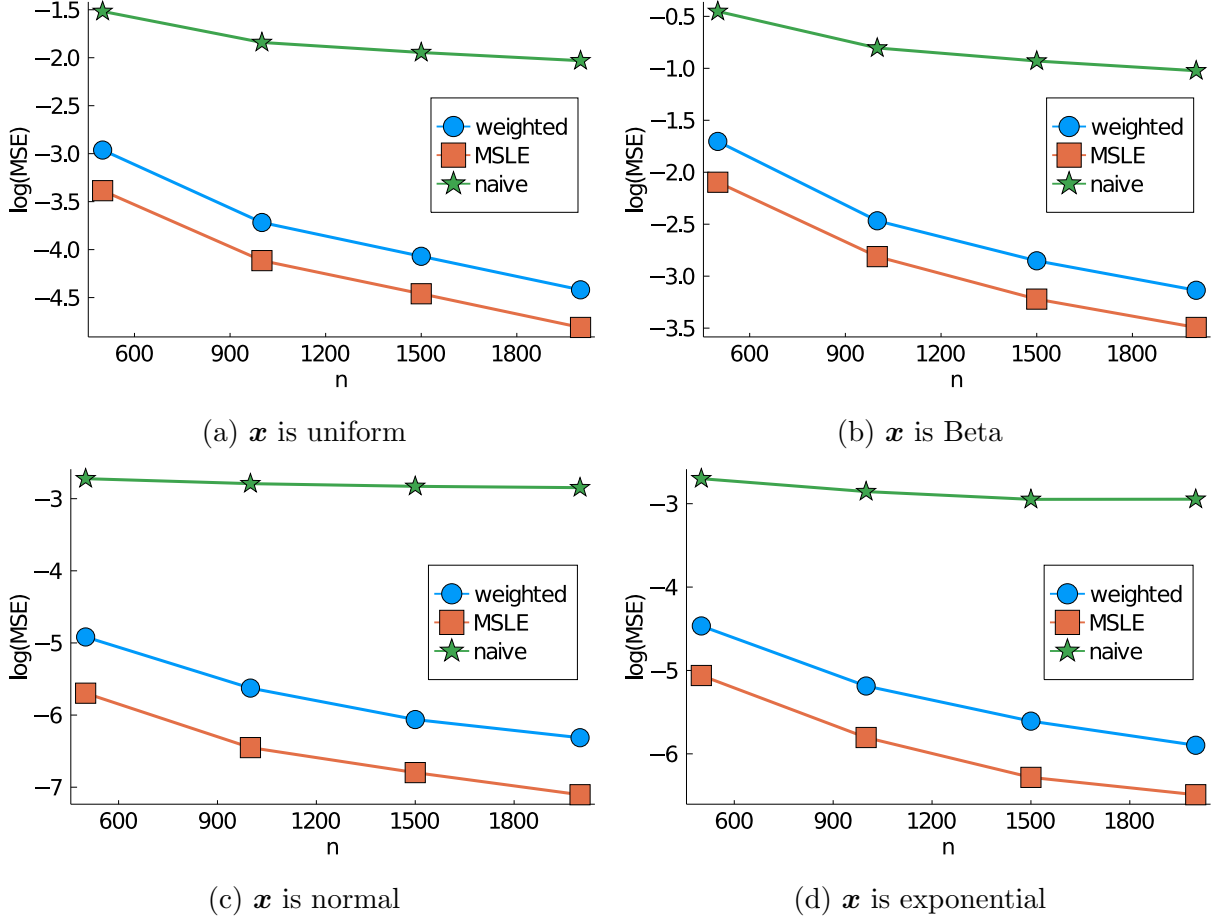 −1.5
−2.0
−2.5
−3.0
−3.5
−4.0
−4.5
log(MSE)
weighted
MSLE
naive
600 900 1200 1500 1800
n
(a) x is uniform
−0.5
−1.0
−1.5
−2.0
−2.5
−3.0
−3.5
log(MSE)
weighted
MSLE
naive
600 900 1200 1500 1800
n
(b) x is Beta
−3
−4
−5
−6
−7
log(MSE)
weighted
MSLE
naive
600 900 1200 1500 1800
n
(c) x is normal
−3
−4
−5
−6
log(MSE)
weighted
MSLE
naive
600 900 1200 1500 1800
n
(d) x is exponential